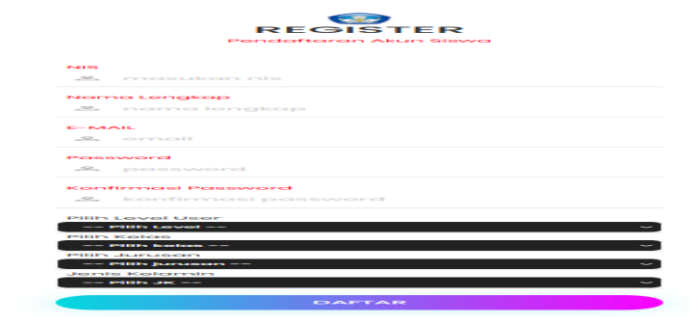 REGISTER
Pendaftaran Akun Siswa
NIS
masukan nis
Nama Lengkap
nama lengkap
E-MAIL
email
Password
password
Konfirmasi Password
konfirmasi password
Pilih Level User
-- Pilih Level --
Pilih Kelas
-- Pilih kelas --
Pilih Jurusan
-- Pilih Jurusan --
Jenis Kelamin
-- Pilih JK --
DAFTAR